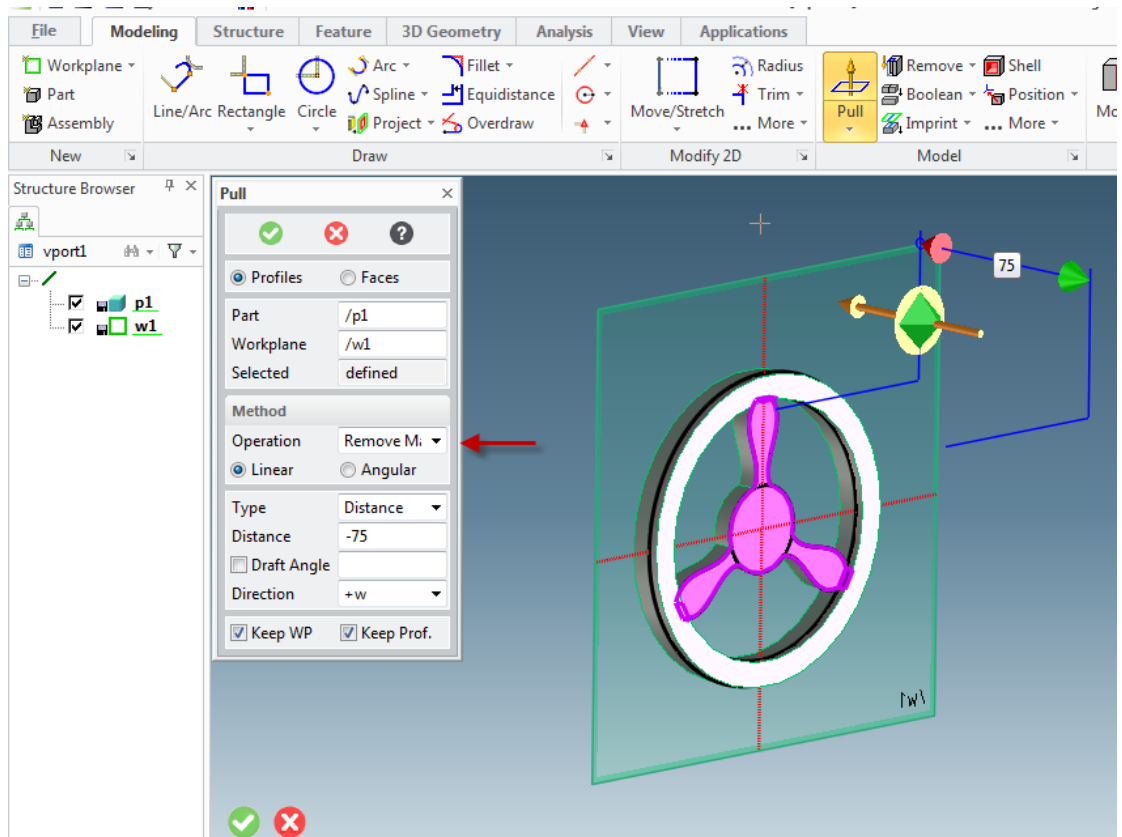 File Modeling Structure Feature 3D Geometry Analysis View Applications
Workplane Arc Fillet Radius Remove Shell
Part Line/Arc Rectangle Circle Spline Equidistance Move/Stretch Trim Pull Boolean Position
Assembly Project Overdraw ... More Imprint ... More
New Draw Modify 2D Model
Structure Browser
vport1
p1
w1
Pull
Profiles Faces
Part /p1
Workplane /w1
Selected defined
Method
Operation Remove Ma
Linear Angular
Type Distance
Distance -75
Draft Angle
Direction +w
Keep WP Keep Prof.
75
/w1